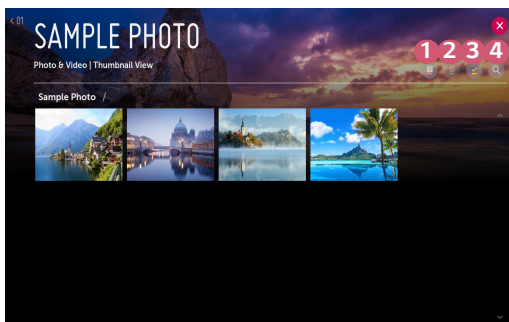 < 01
SAMPLE PHOTO
1 2 3 4
Photo & Video | Thumbnail View
Sample Photo /